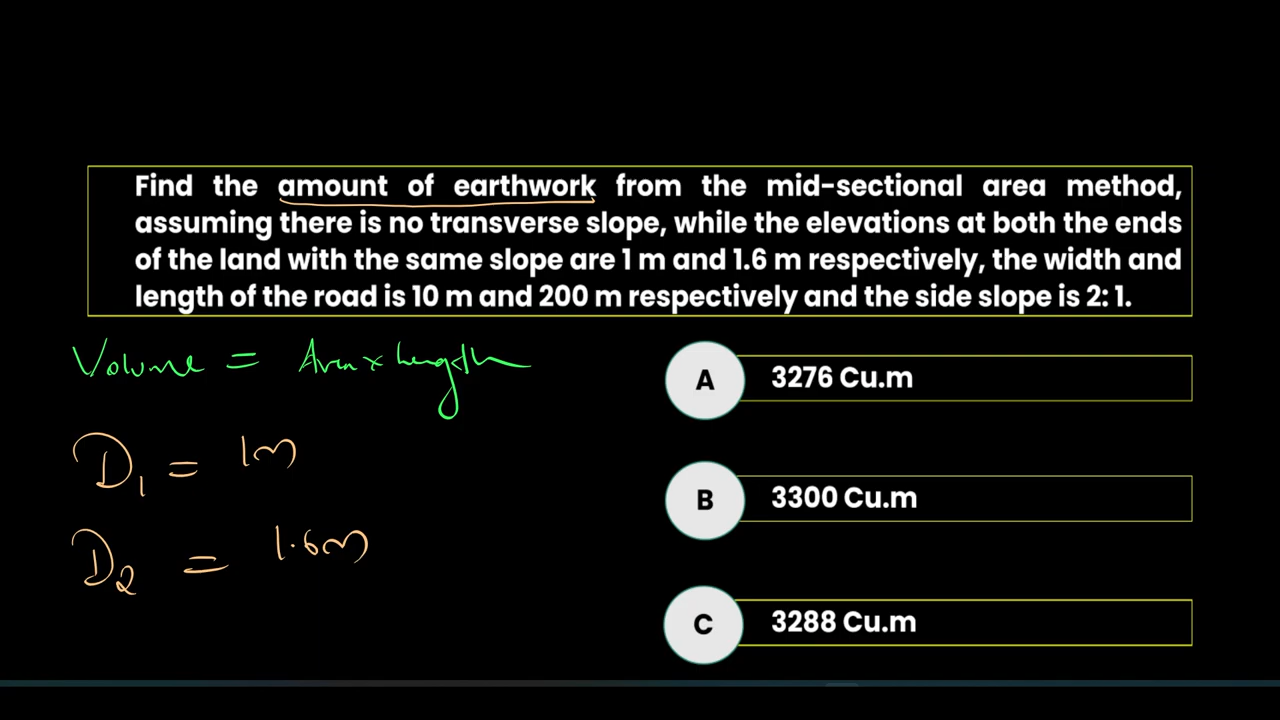 Find the amount of earthwork from the mid-sectional area method,
assuming there is no transverse slope, while the elevations at both the ends
of the land with the same slope are 1 m and 1.6 m respectively, the width and
length of the road is 10 m and 200 m respectively and the side slope is 2: 1.
Volume = Area × Length
D₁ = 1m
D₂ = 1.6m
A 3276 Cu.m
B 3300 Cu.m
C 3288 Cu.m